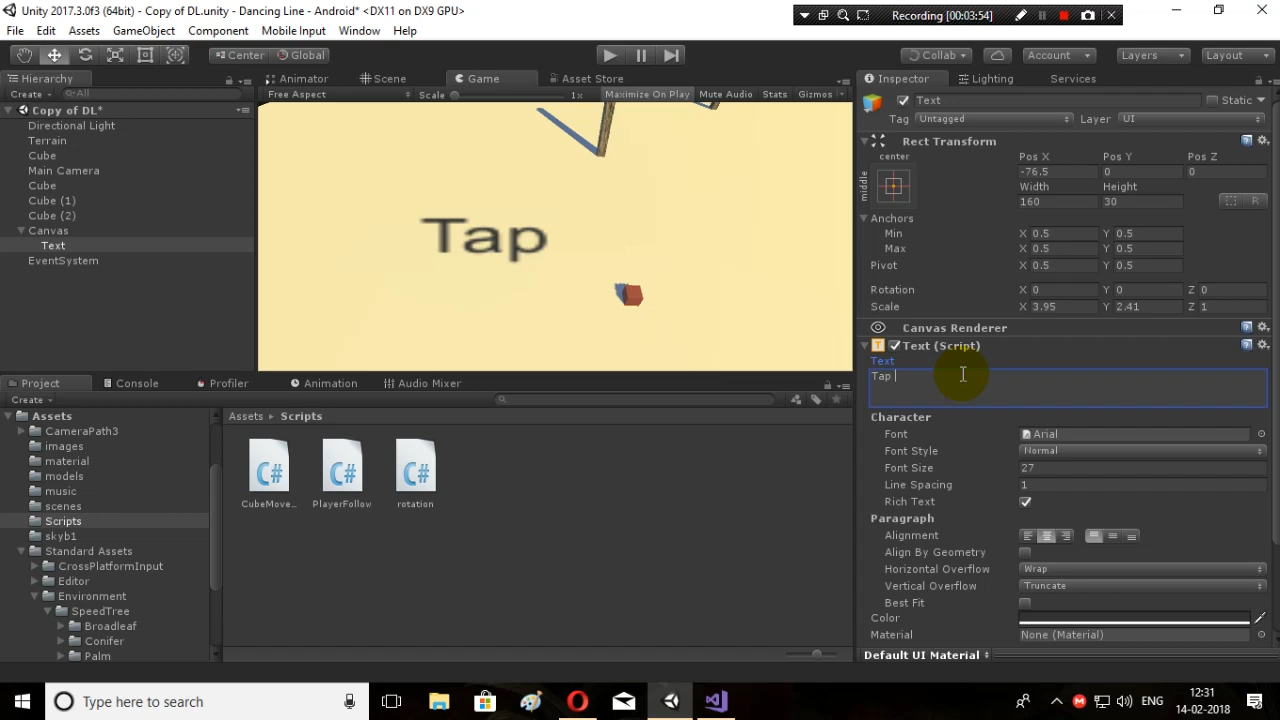 Unity 2017.3.0f3 (64bit) - Copy of DL.unity - Dancing Line - Android* <DX11 on DX9 GPU>
Recording (00:03:54)
File Edit Assets GameObject Component Mobile Input Window Help
Center Global Collab Account Layers Layout
Hierarchy Animator Scene Game Asset Store Inspector Lighting Services
Create All Free Aspect Scale 1x Maximize On Play Mute Audio Stats Gizmos Text Static
Copy of DL* Tag Untagged Layer UI
Directional Light
Terrain Rect Transform
Cube center Pos X Pos Y Pos Z
Main Camera -76.5 0 0
Cube middle Width Height
Cube (1) 160 30 R
Cube (2) Anchors
Canvas Min X 0.5 Y 0.5
Text Tap Max X 0.5 Y 0.5
EventSystem Pivot X 0.5 Y 0.5
Rotation X 0 Y 0 Z 0
Scale X 3.95 Y 2.41 Z 1
Canvas Renderer
Text (Script)
Text
Tap
Project Console Profiler Animation Audio Mixer
Create
Assets Assets Scripts Character
CameraPath3 Font Arial
images Font Style Normal
material Font Size 27
models Line Spacing 1
music C# C# C# Rich Text
scenes CubeMove... PlayerFollow rotation
Scripts Paragraph
skyb1 Alignment
Standard Assets Align By Geometry
CrossPlatformInput Horizontal Overflow Wrap
Editor Vertical Overflow Truncate
Environment Best Fit
SpeedTree Color
Broadleaf Material None (Material)
Conifer
Palm Default UI Material
Type here to search ENG 12:31
14-02-2018